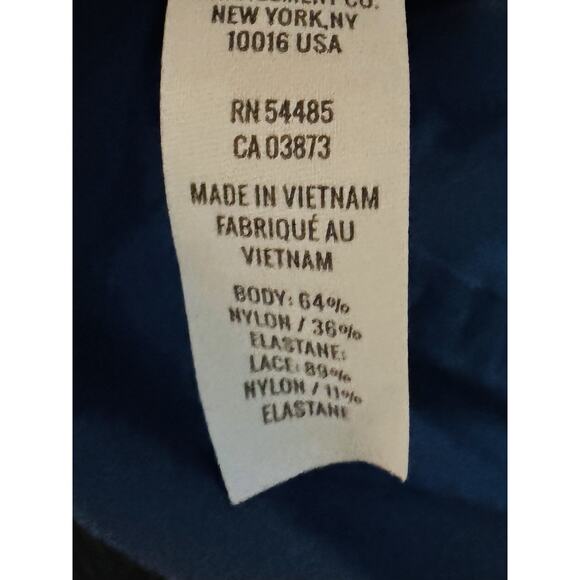 CO.
NEW YORK,NY
10016 USA
RN 54485
CA 03873
MADE IN VIETNAM
FABRIQUÉ AU
VIETNAM
BODY: 64%
NYLON / 36%
ELASTANE;
LACE: 89%
NYLON / 11%
ELASTANE